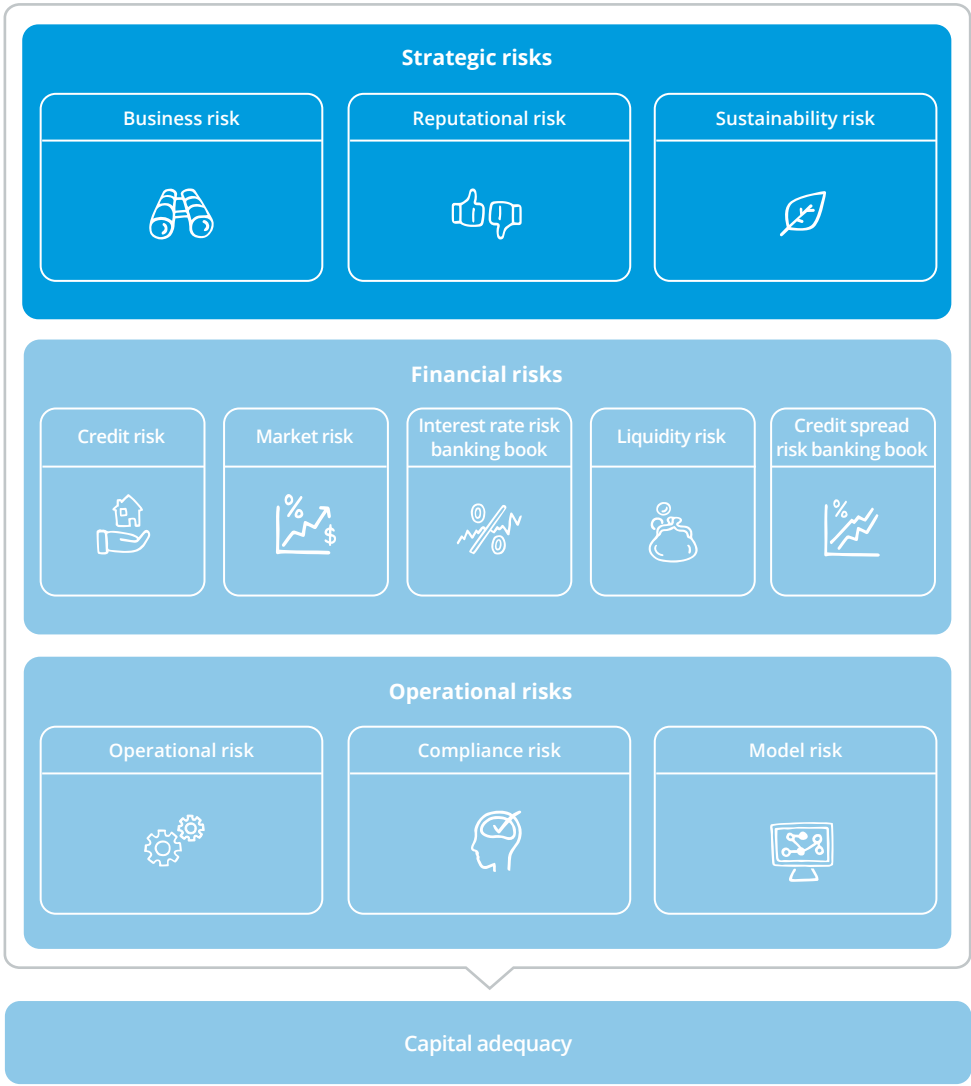 Strategic risks
Business risk
Reputational risk
Sustainability risk
Financial risks
Credit risk
Market risk
Interest rate risk
banking book
Liquidity risk
Credit spread
risk banking book
%
$
%
%
Operational risks
Operational risk
Compliance risk
Model risk
Capital adequacy